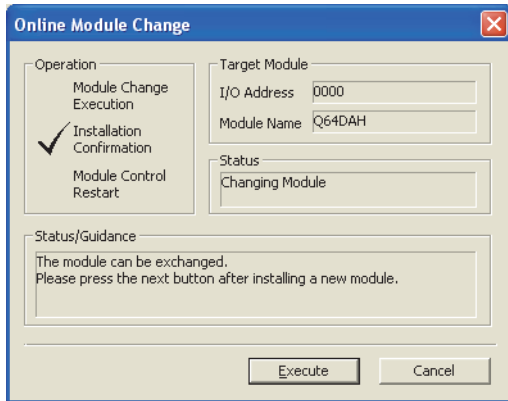 Online Module Change
Operation
Module Change
Execution
Installation
Confirmation
Module Control
Restart
Target Module
I/O Address 0000
Module Name Q64DAH
Status
Changing Module
Status/Guidance
The module can be exchanged.
Please press the next button after installing a new module.
Execute
Cancel